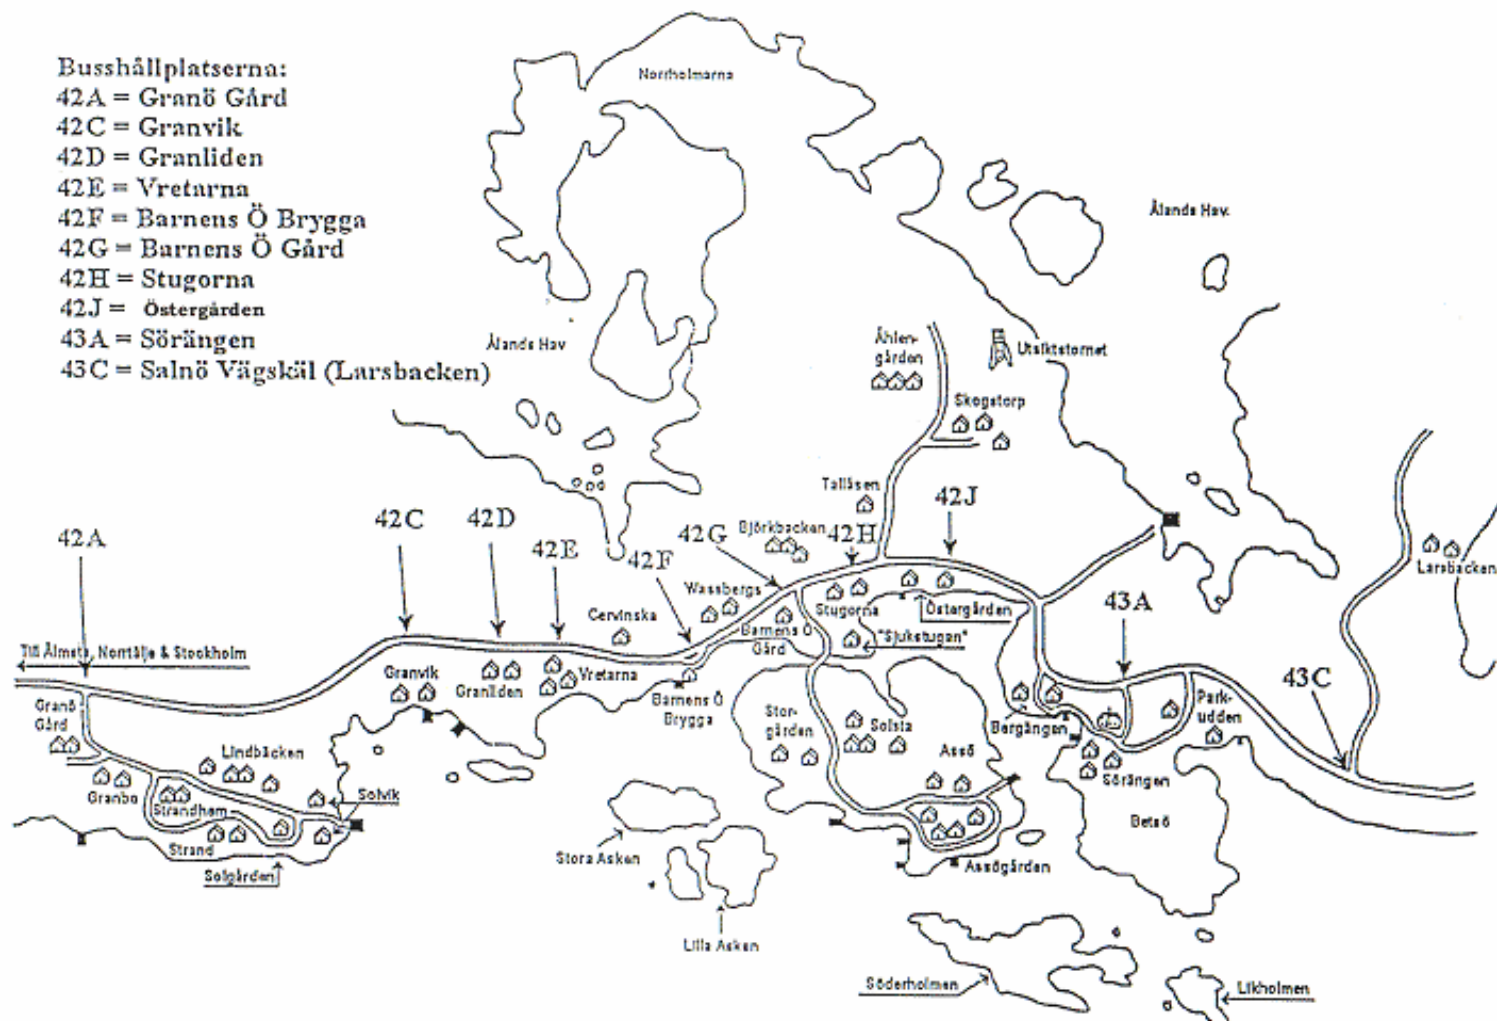 Busshållplatserna:
42A = Granö Gård
42C = Granvik
42D = Granliden
42E = Vretarna
42F = Barnens Ö Brygga
42G = Barnens Ö Gård
42H = Stugorna
42J = Östergården
43A = Sörängen
43C = Salnö Vägskäl (Larsbacken)
Norrholmarna
Ålands Hav.
Ålands Hav
Åhlen-
gården
Utsiktstornet
Skogstorp
Tallåsen
42J
42C
42D
42A
42E
42F
42G
Björkbacken
42H
Larsbacken
Wassbergs
Cervinska
Stugorna
Östergården
43A
Barnens Ö
Gård
"Sjukstugan"
Till Älmsta, Norrtälje & Stockholm
Granvik
Granliden
Vretarna
Barnens Ö
Brygga
43C
Granö
Gård
Stor-
gården
Solsta
Bergängen
Park-
udden
Lindbäcken
Assö
Sörängen
Granbo
Strandhem
Solvik
Betsö
Strand
Solgården
Stora Asken
Assögården
Lilla Asken
Söderholmen
Likholmen